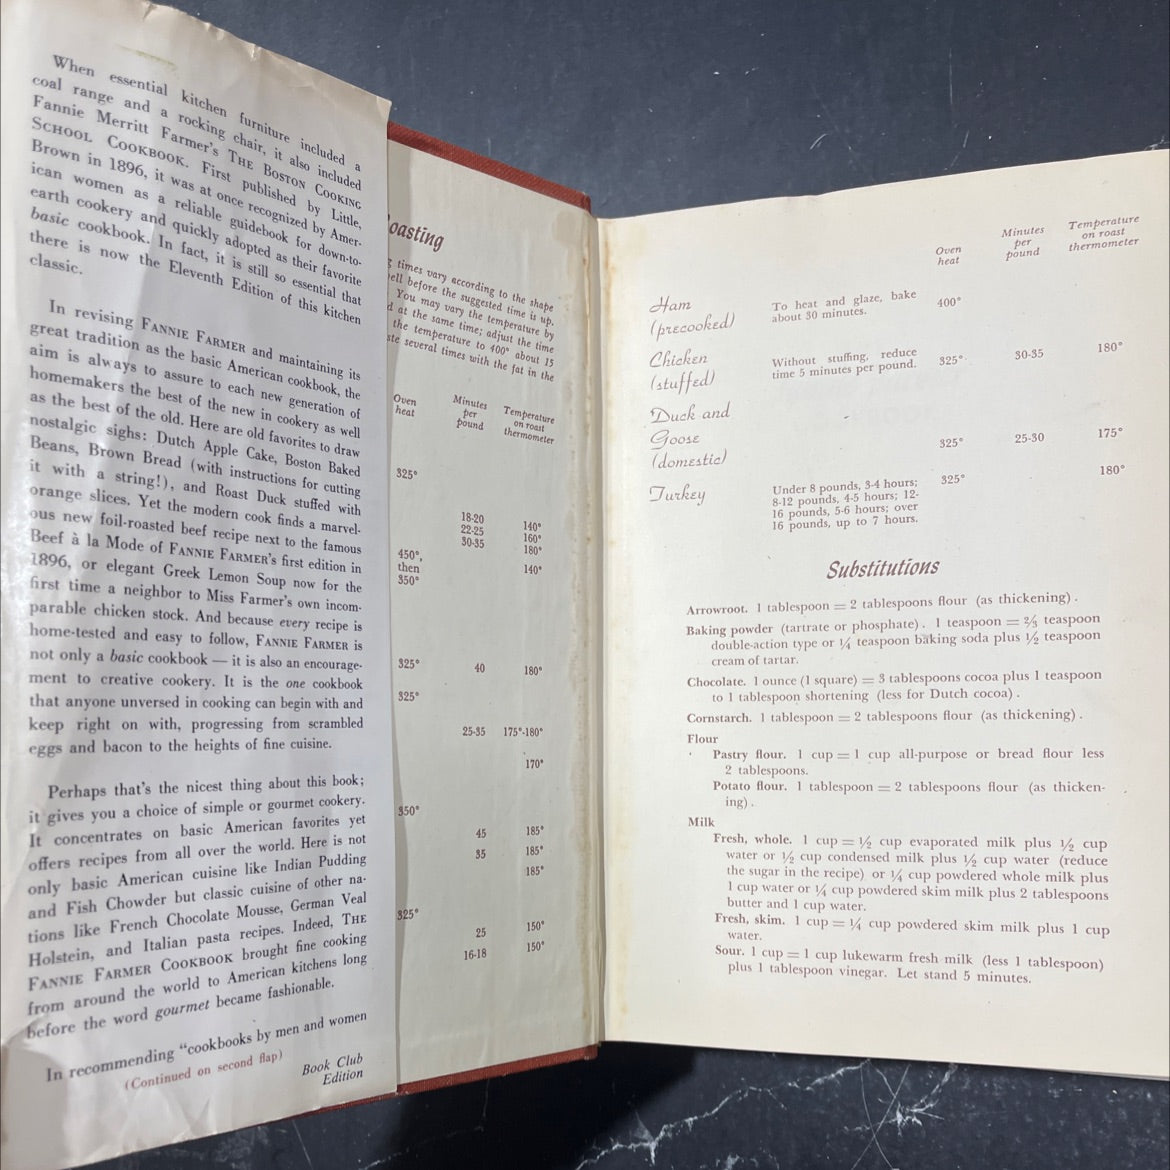 When essential kitchen furniture included a
coal range and a rocking chair, it also included
Fannie Merritt Farmer's THE BOSTON COOKING
SCHOOL COOKBOOK. First published by Little,
Brown in 1896, it was at once recognized by Amer-
ican women as a reliable guidebook for down-to-
earth cookery and quickly adopted as their favorite
basic cookbook. In fact, it is still so essential that
there is now the Eleventh Edition of this kitchen
classic.
In revising FANNIE FARMER and maintaining its
great tradition as the basic American cookbook, the
aim is always to assure to each new generation of
homemakers the best of the new in cookery as well
as the best of the old. Here are old favorites to draw
nostalgic sighs: Dutch Apple Cake, Boston Baked
Beans, Brown Bread (with instructions for cutting
it with a string!), and Roast Duck stuffed with
orange slices. Yet the modern cook finds a marvel-
ous new foil-roasted beef recipe next to the famous
Beef à la Mode of FANNIE FARMER's first edition in
1896, or elegant Greek Lemon Soup now for the
first time a neighbor to Miss Farmer's own incom-
parable chicken stock. And because every recipe is
home-tested and easy to follow, FANNIE FARMER is
not only a basic cookbook — it is also an encourage-
ment to creative cookery. It is the one cookbook
that anyone unversed in cooking can begin with and
keep right on with, progressing from scrambled
eggs and bacon to the heights of fine cuisine.
Perhaps that's the nicest thing about this book;
it gives you a choice of simple or gourmet cookery.
It concentrates on basic American favorites yet
offers recipes from all over the world. Here is not
only basic American cuisine like Indian Pudding
and Fish Chowder but classic cuisine of other na-
tions like French Chocolate Mousse, German Veal
Holstein, and Italian pasta recipes. Indeed, THE
FANNIE FARMER COOKBOOK brought fine cooking
from around the world to American kitchens long
before the word gourmet became fashionable.
In recommending "cookbooks by men and women
(Continued on second flap)
Book Club
Edition
oasting
times vary according to the shape
ell before the suggested time is up.
You may vary the temperature by
at the same time; adjust the time
the temperature to 400° about 15
ste several times with the fat in the
Oven heat Minutes per pound Temperature on roast thermometer
325°
18-20 140°
22-25 160°
30-35 180°
450°,
then 140°
350°
325° 40 180°
325°
25-35 175°-180°
170°
350°
45 185°
35 185°
185°
325°
25 150°
16-18 150°
Oven heat Minutes per pound Temperature on roast thermometer
Ham To heat and glaze, bake 400°
(precooked) about 30 minutes.
Chicken Without stuffing, reduce 325° 30-35 180°
(stuffed) time 5 minutes per pound.
Duck and
Goose 325° 25-30 175°
(domestic)
Turkey Under 8 pounds, 3-4 hours; 325° 180°
8-12 pounds, 4-5 hours; 12-
16 pounds, 5-6 hours; over
16 pounds, up to 7 hours.
Substitutions
Arrowroot. 1 tablespoon = 2 tablespoons flour (as thickening).
Baking powder (tartrate or phosphate). 1 teaspoon = ⅔ teaspoon
double-action type or ¼ teaspoon baking soda plus ½ teaspoon
cream of tartar.
Chocolate. 1 ounce (1 square) = 3 tablespoons cocoa plus 1 teaspoon
to 1 tablespoon shortening (less for Dutch cocoa).
Cornstarch. 1 tablespoon = 2 tablespoons flour (as thickening).
Flour
Pastry flour. 1 cup = 1 cup all-purpose or bread flour less
2 tablespoons.
Potato flour. 1 tablespoon = 2 tablespoons flour (as thicken-
ing).
Milk
Fresh, whole. 1 cup = ½ cup evaporated milk plus ½ cup
water or ½ cup condensed milk plus ½ cup water (reduce
the sugar in the recipe) or ¼ cup powdered whole milk plus
1 cup water or ¼ cup powdered skim milk plus 2 tablespoons
butter and 1 cup water.
Fresh, skim. 1 cup = ¼ cup powdered skim milk plus 1 cup
water.
Sour. 1 cup = 1 cup lukewarm fresh milk (less 1 tablespoon)
plus 1 tablespoon vinegar. Let stand 5 minutes.